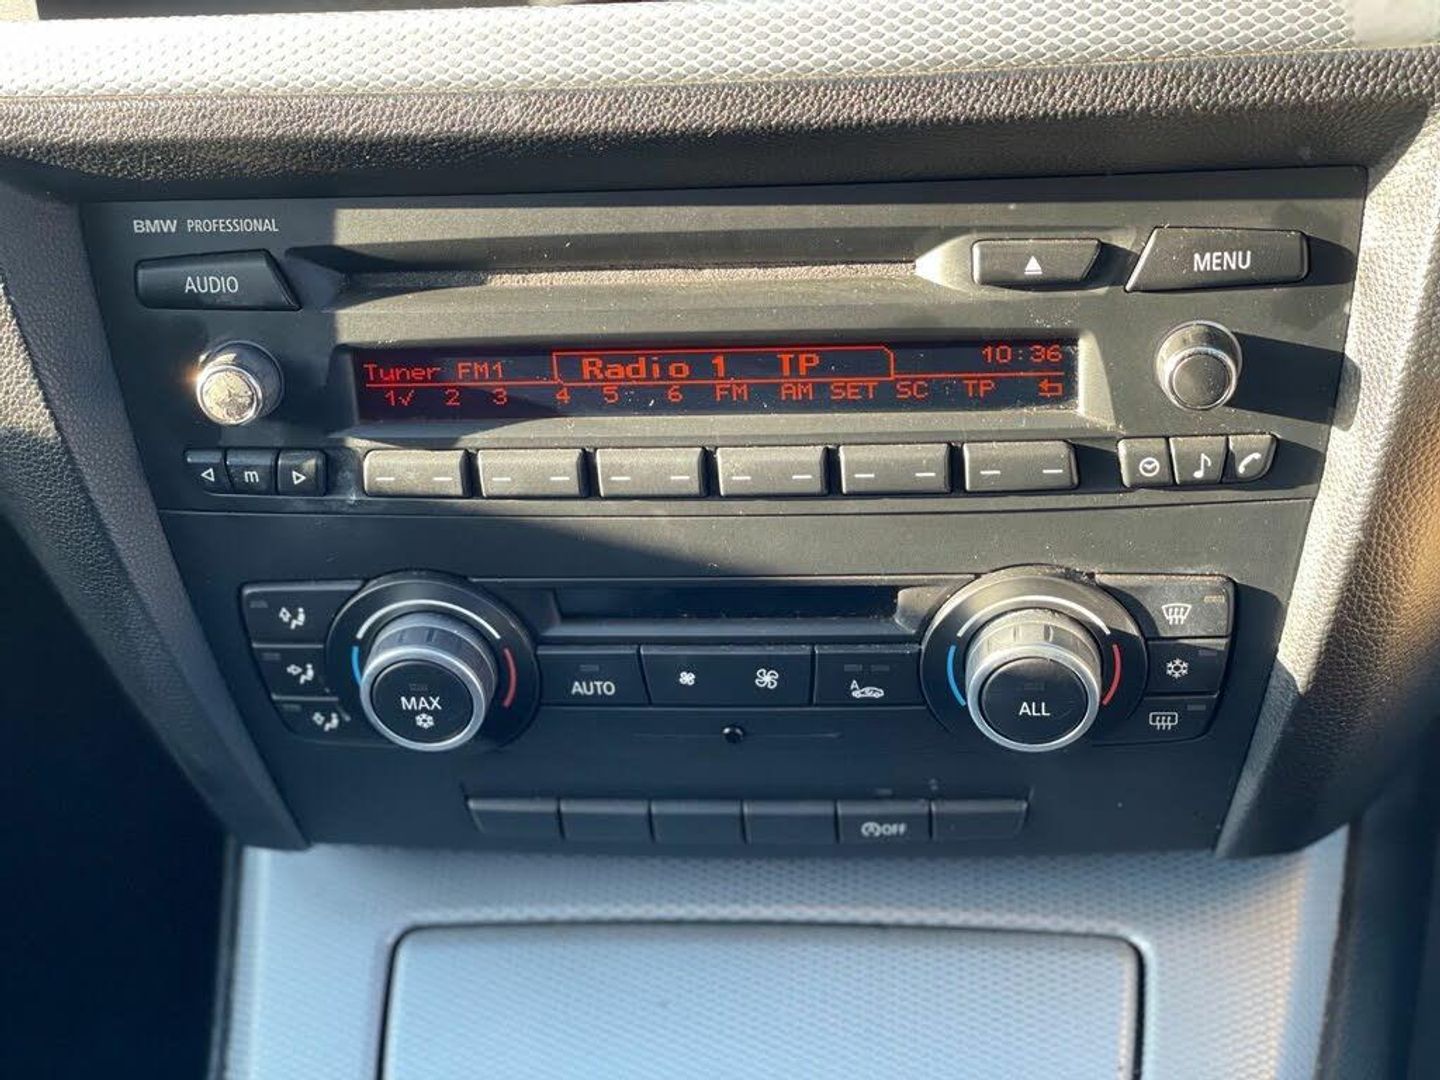 BMW PROFESSIONAL
AUDIO
MENU
Tuner FM1 Radio 1 TP 10:36
1✓ 2 3 4 5 6 FM AM SET SC TP
m
MAX
AUTO
A
ALL
A OFF